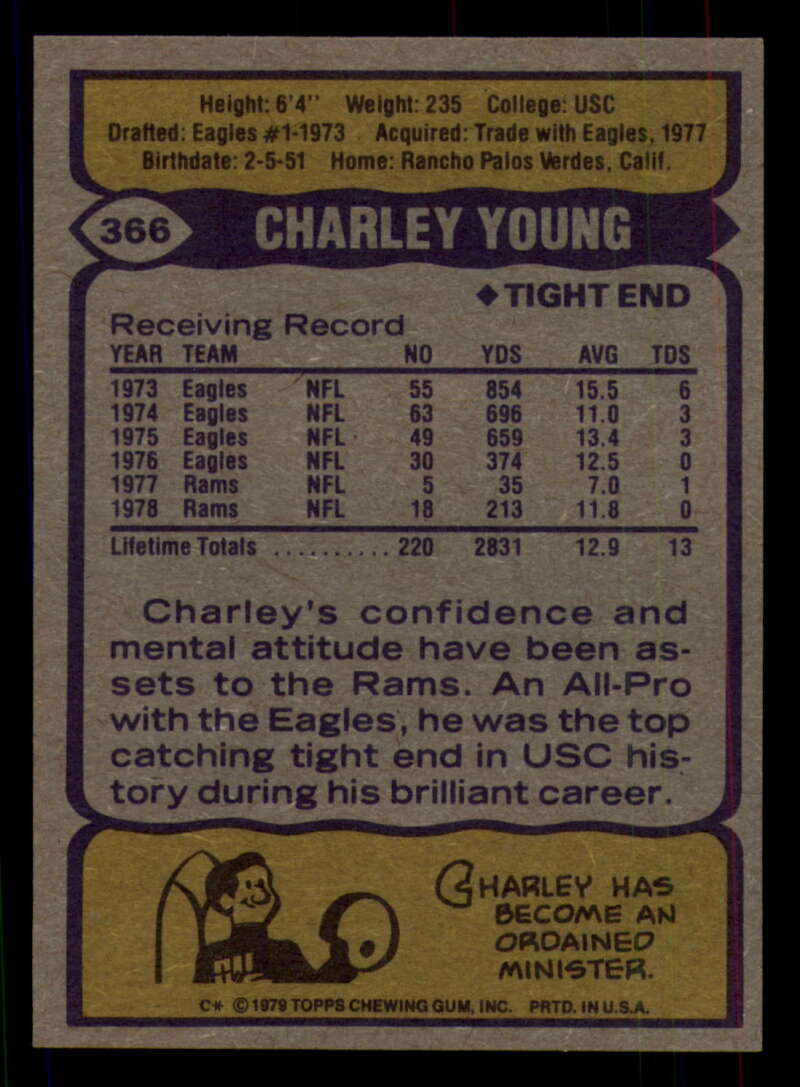 Height: 6'4" Weight: 235 College: USC
Drafted: Eagles #1-1973 Acquired: Trade with Eagles, 1977
Birthdate: 2-5-51 Home: Rancho Palos Verdes, Calif.
366 CHARLEY YOUNG
◆TIGHT END
Receiving Record
YEAR TEAM NO YDS AVG TDS
1973 Eagles NFL 55 854 15.5 6
1974 Eagles NFL 63 696 11.0 3
1975 Eagles NFL 49 659 13.4 3
1976 Eagles NFL 30 374 12.5 0
1977 Rams NFL 5 35 7.0 1
1978 Rams NFL 18 213 11.8 0
Lifetime Totals .......... 220 2831 12.9 13
Charley's confidence and
mental attitude have been as-
sets to the Rams. An All-Pro
with the Eagles, he was the top
catching tight end in USC his-
tory during his brilliant career.
CHARLEY HAS
BECOME AN
ORDAINED
MINISTER.
C* © 1979 TOPPS CHEWING GUM, INC. PRTD. IN U.S.A.